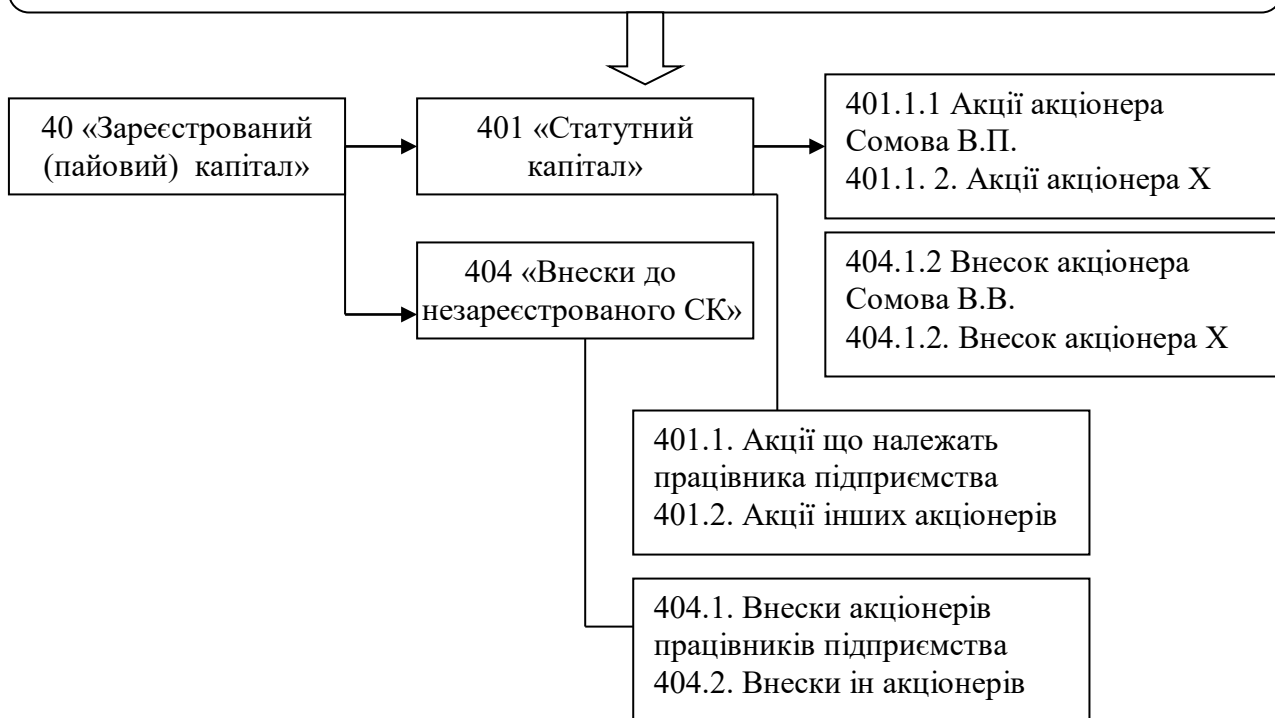 40 «Зареєстрований
(пайовий) капітал»
401 «Статутний
капітал»
401.1.1 Акції акціонера
Сомова В.П.
401.1. 2. Акції акціонера Х
404 «Внески до
незареєстрованого СК»
404.1.2 Внесок акціонера
Сомова В.В.
404.1.2. Внесок акціонера Х
401.1. Акції що належать
працівника підприємства
401.2. Акції інших акціонерів
404.1. Внески акціонерів
працівників підприємства
404.2. Внески ін акціонерів